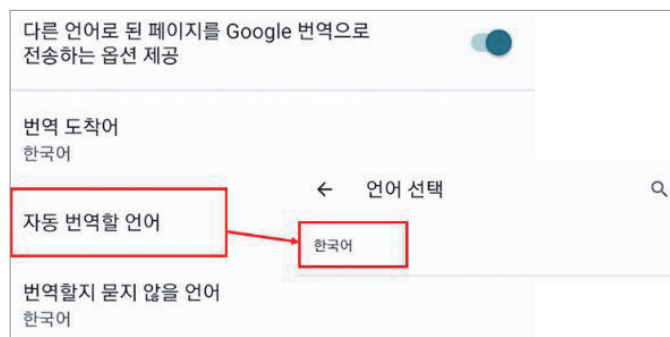 다른 언어로 된 페이지를 Google 번역으로
전송하는 옵션 제공
번역 도착어
한국어
자동 번역할 언어
← 언어 선택
한국어
번역할지 묻지 않을 언어
한국어